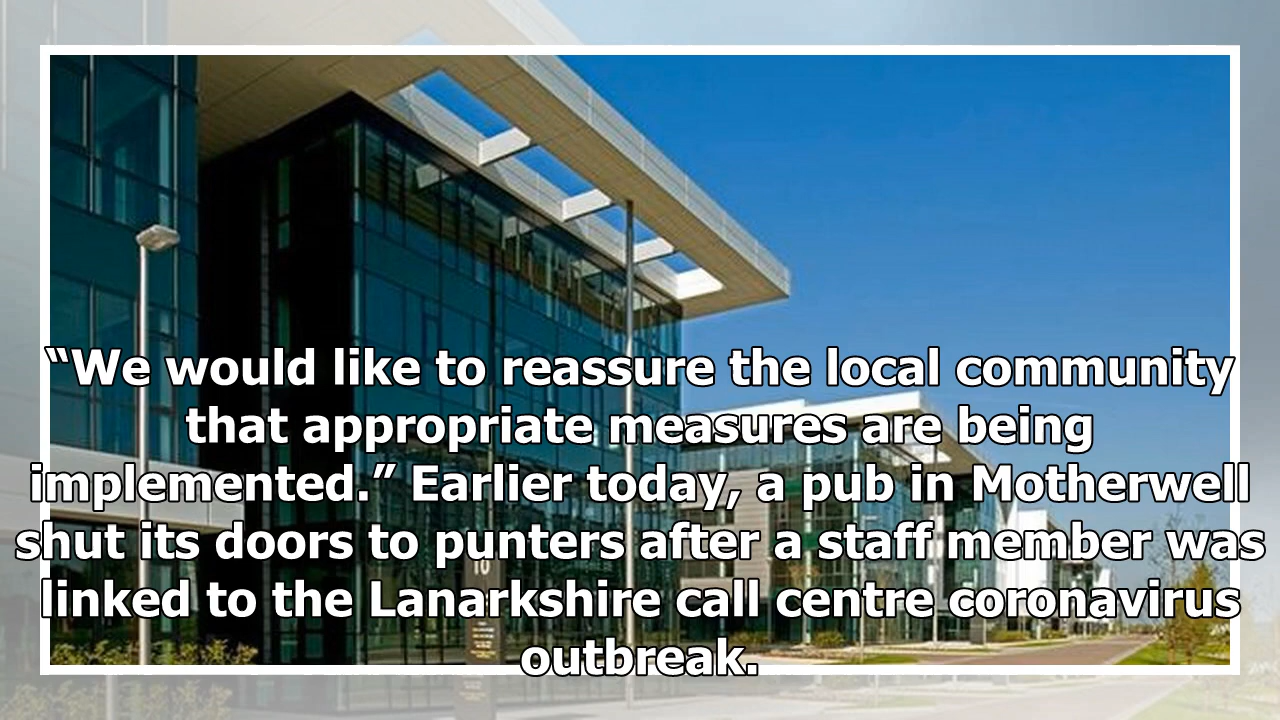 “We would like to reassure the local community
that appropriate measures are being
implemented.” Earlier today, a pub in Motherwell
shut its doors to punters after a staff member was
linked to the Lanarkshire call centre coronavirus
outbreak.
10